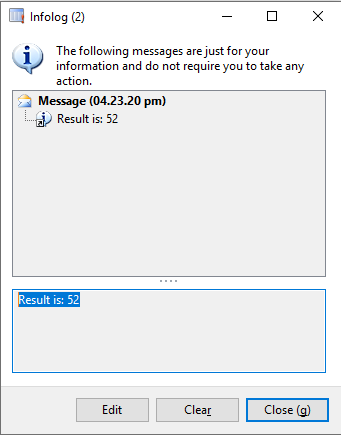 Infolog (2)
The following messages are just for your
information and do not require you to take any
action.
Message (04.23.20 pm)
Result is: 52
Result is: 52
Edit
Clear
Close (g)